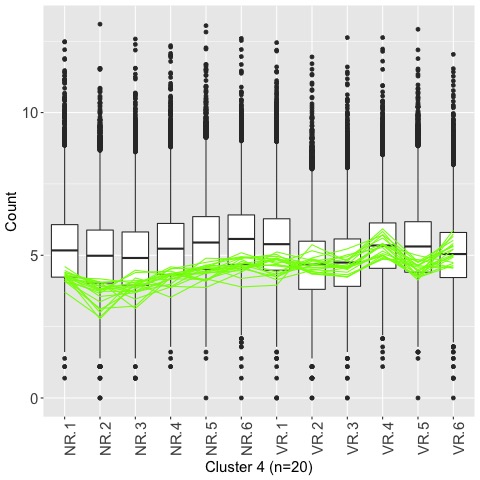 Count
10
5
0
NR.1
NR.2
NR.3
NR.4
NR.5
NR.6
VR.1
VR.2
VR.3
VR.4
VR.5
VR.6
Cluster 4 (n=20)